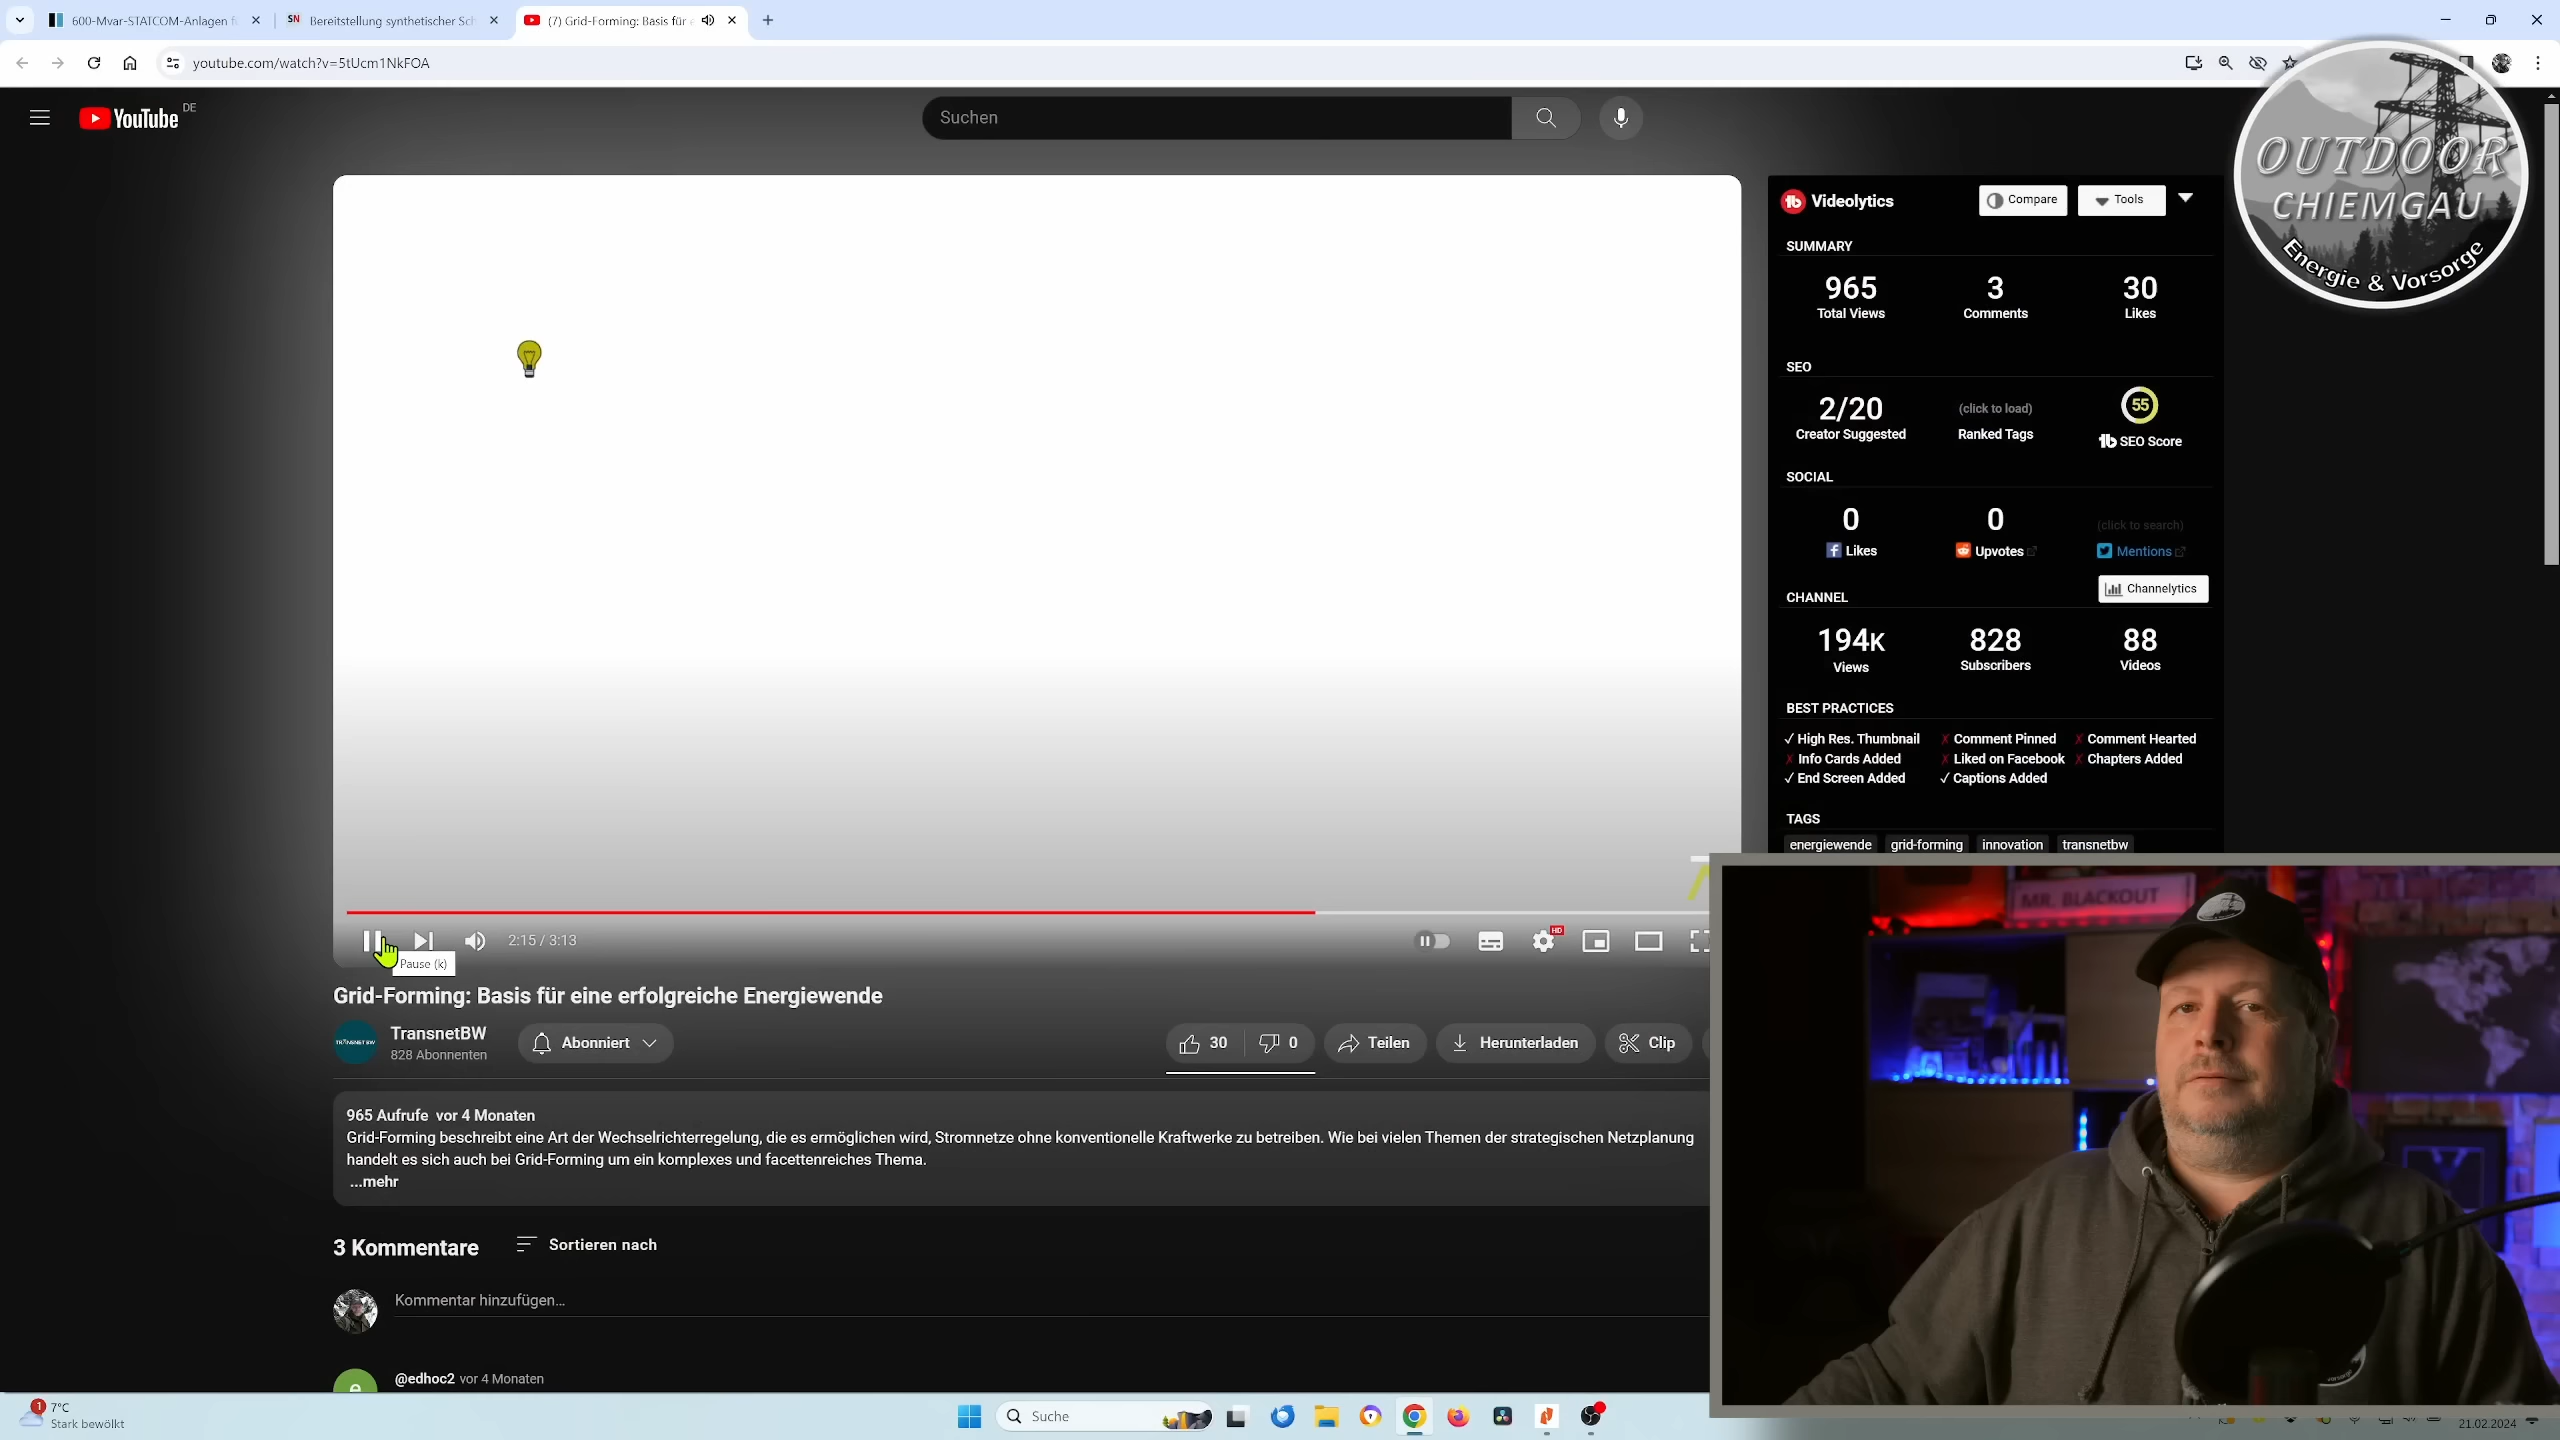 600-Mvar-STATCOM-Anlagen f
SN Bereitstellung synthetischer Sch
(7) Grid-Forming: Basis für e
youtube.com/watch?v=5tUcm1NkFOA
YouTube DE
Suchen
OUTDOOR
CHIEMGAU
Energie & Vorsorge
Videolytics
Compare
Tools
SUMMARY
965
3
30
Total Views
Comments
Likes
SEO
2/20
(click to load)
55
Creator Suggested
Ranked Tags
SEO Score
SOCIAL
0
0
(click to search)
Likes
Upvotes
Mentions
Channelytics
CHANNEL
194K
828
88
Views
Subscribers
Videos
BEST PRACTICES
✓ High Res. Thumbnail
✗ Comment Pinned
✗ Comment Hearted
✗ Info Cards Added
✗ Liked on Facebook
✗ Chapters Added
✓ End Screen Added
✓ Captions Added
TAGS
energiewende
grid-forming
innovation
transnetbw
MR. BLACKOUT
2:15 / 3:13
HD
Pause (k)
Grid-Forming: Basis für eine erfolgreiche Energiewende
TRANSNET BW
TransnetBW
828 Abonnenten
Abonniert
30
0
Teilen
Herunterladen
Clip
965 Aufrufe vor 4 Monaten
Grid-Forming beschreibt eine Art der Wechselrichterregelung, die es ermöglichen wird, Stromnetze ohne konventionelle Kraftwerke zu betreiben. Wie bei vielen Themen der strategischen Netzplanung
handelt es sich auch bei Grid-Forming um ein komplexes und facettenreiches Thema.
...mehr
3 Kommentare
Sortieren nach
Kommentar hinzufügen...
e
@edhoc2 vor 4 Monaten
1
7°C
Stark bewölkt
Suche
21.02.2024